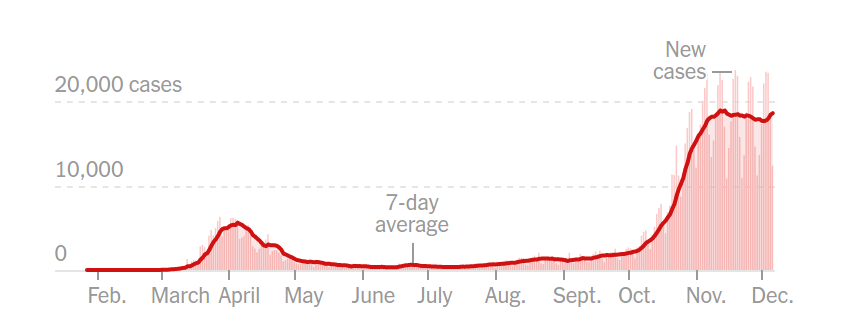 New
cases
20,000 cases
10,000
7-day
average
0
Feb. March April May June July Aug. Sept. Oct. Nov. Dec.